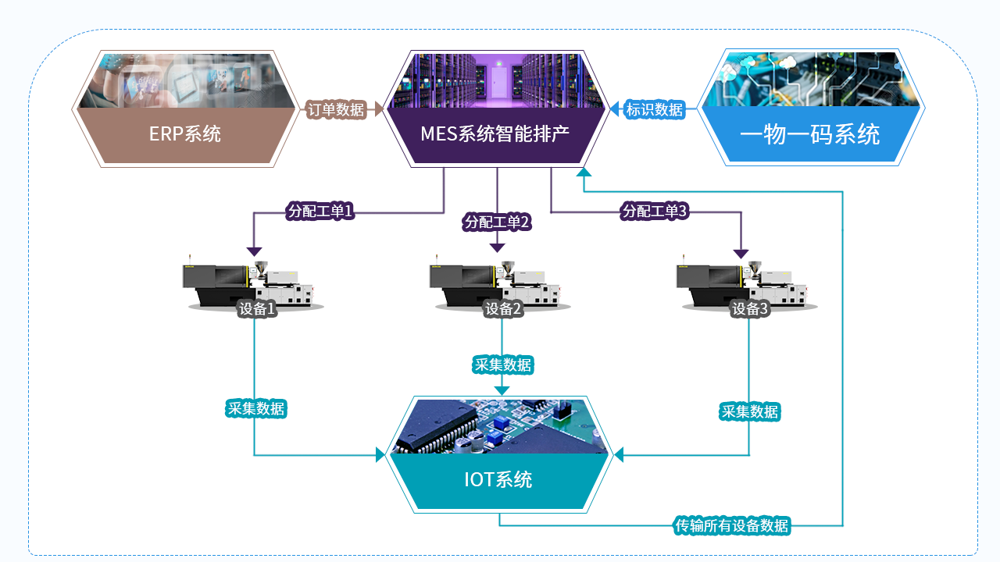 订单数据
标识数据
ERP系统
MES系统智能排产
一物一码系统
分配工单1
分配工单2
分配工单3
设备1
设备2
设备3
采集数据
采集数据
采集数据
IOT系统
传输所有设备数据